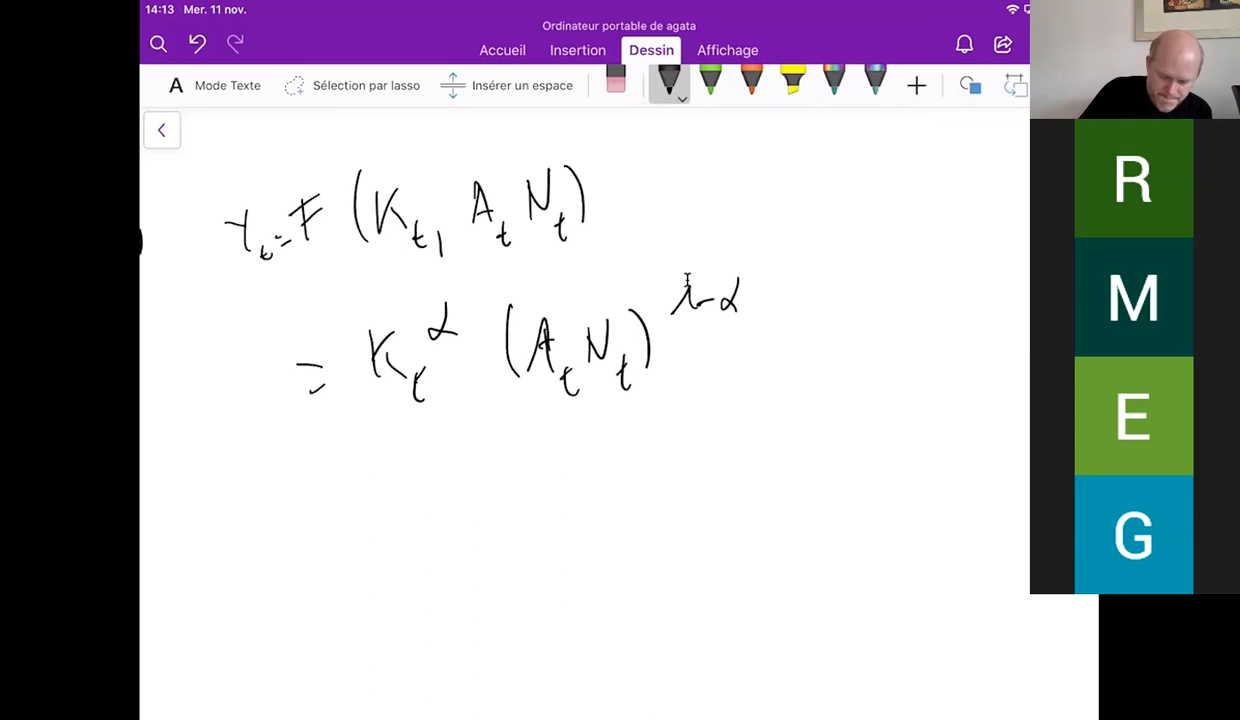 14:13 Mer. 11 nov.
Ordinateur portable de agata
Accueil Insertion Dessin Affichage
A Mode Texte Sélection par lasso Insérer un espace
Y_t = F (K_t, A_t N_t)
= K_t^α (A_t N_t)^{1-α}
R
M
E
G